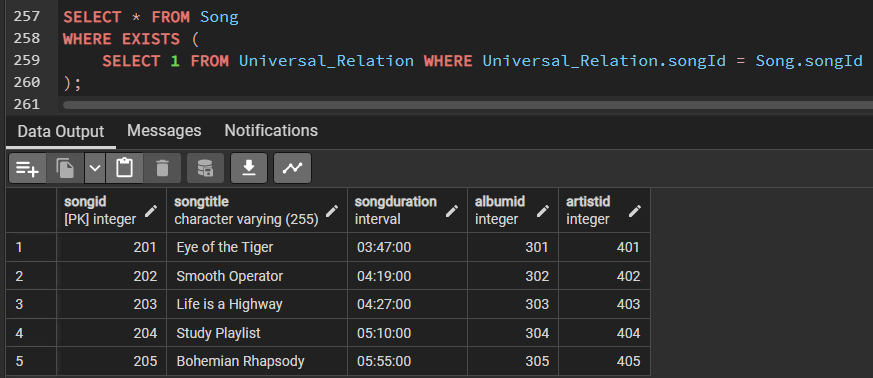 257 SELECT * FROM Song
258 WHERE EXISTS (
259 SELECT 1 FROM Universal_Relation WHERE Universal_Relation.songId = Song.songId
260 );
261
Data Output Messages Notifications
songid songtitle songduration albumid artistid
[PK] integer character varying (255) interval integer integer
1 201 Eye of the Tiger 03:47:00 301 401
2 202 Smooth Operator 04:19:00 302 402
3 203 Life is a Highway 04:27:00 303 403
4 204 Study Playlist 05:10:00 304 404
5 205 Bohemian Rhapsody 05:55:00 305 405